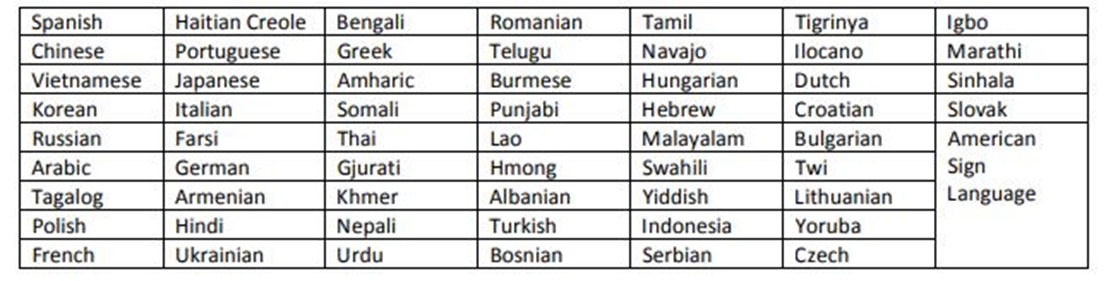 Spanish Haitian Creole Bengali Romanian Tamil Tigrinya Igbo
Chinese Portuguese Greek Telugu Navajo Ilocano Marathi
Vietnamese Japanese Amharic Burmese Hungarian Dutch Sinhala
Korean Italian Somali Punjabi Hebrew Croatian Slovak
Russian Farsi Thai Lao Malayalam Bulgarian American
Arabic German Gjurati Hmong Swahili Twi Sign
Tagalog Armenian Khmer Albanian Yiddish Lithuanian Language
Polish Hindi Nepali Turkish Indonesia Yoruba
French Ukrainian Urdu Bosnian Serbian Czech